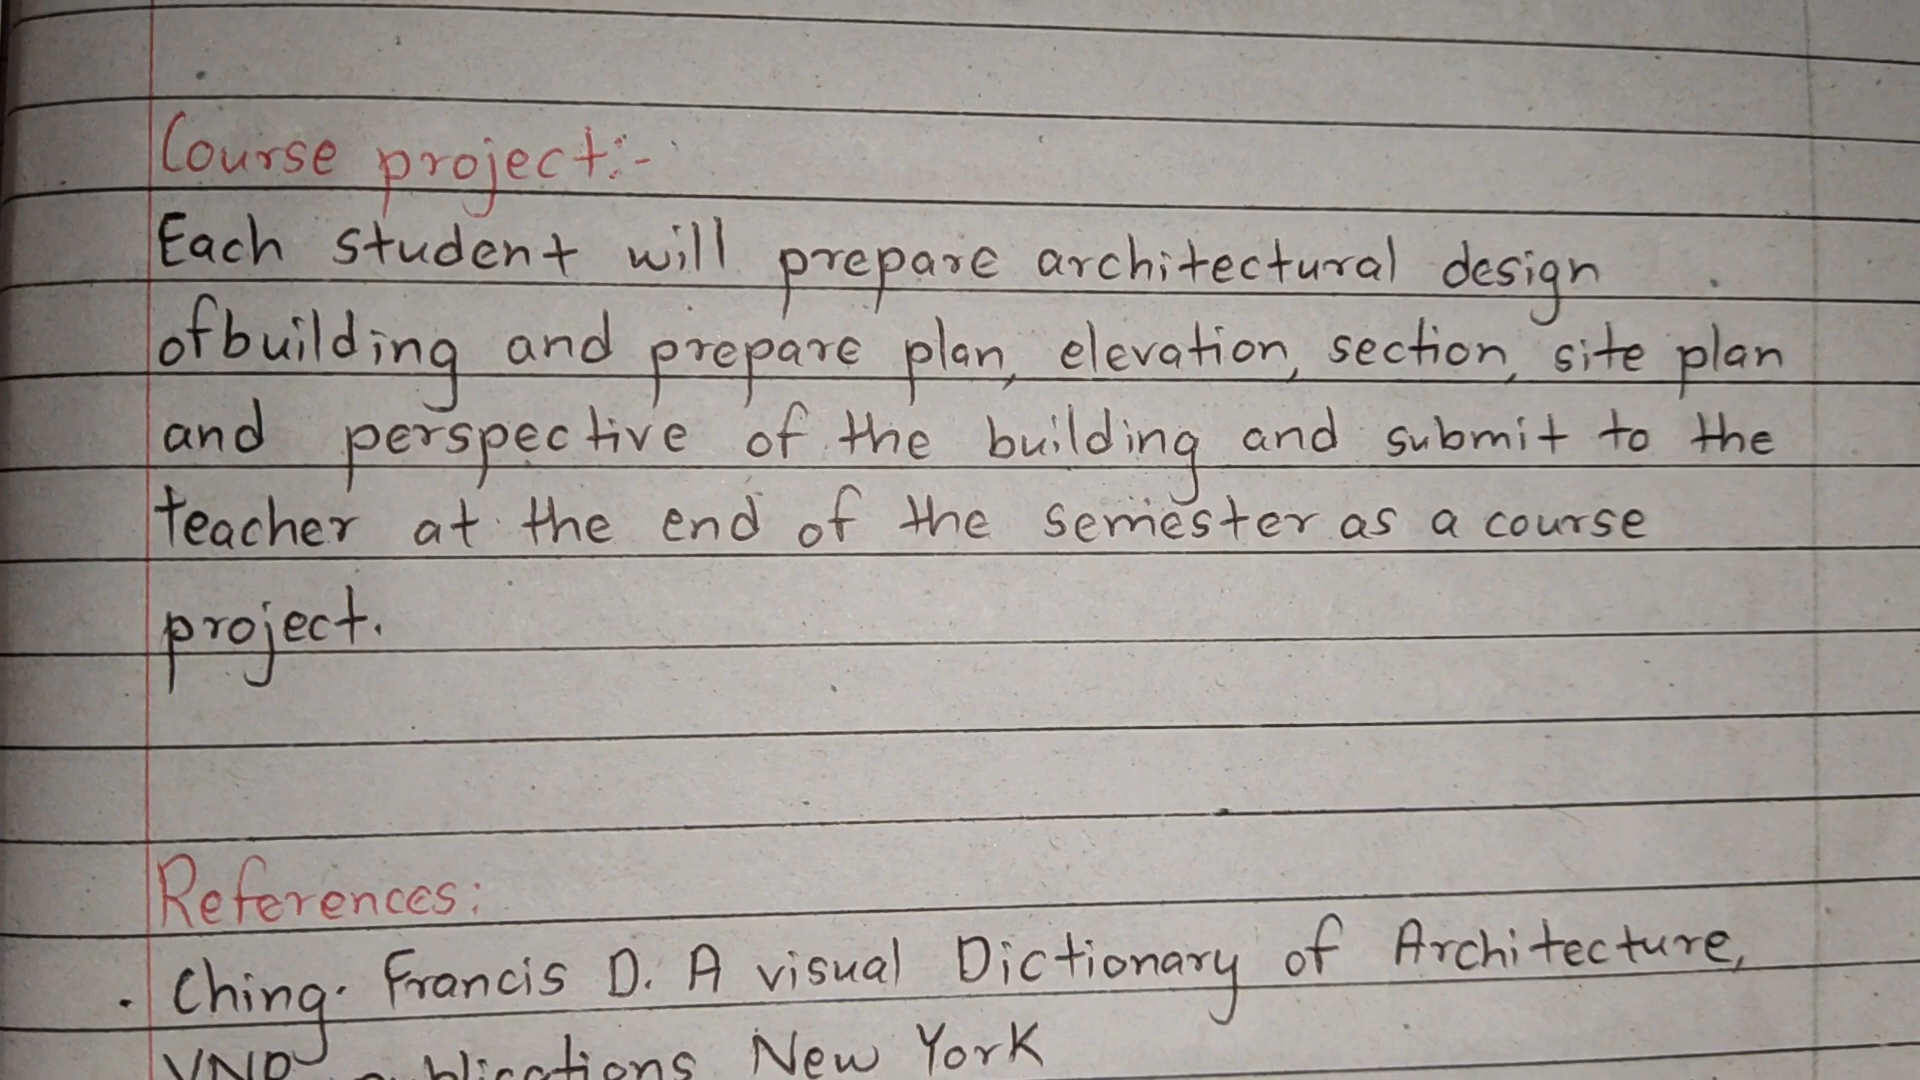 Course project:-
Each student will prepare architectural design
ofbuilding and prepare plan, elevation, section, site plan
and perspective of the building and submit to the
teacher at the end of the semester as a course
project.
References:
• Ching. Francis D. A visual Dictionary of Architecture,
New York